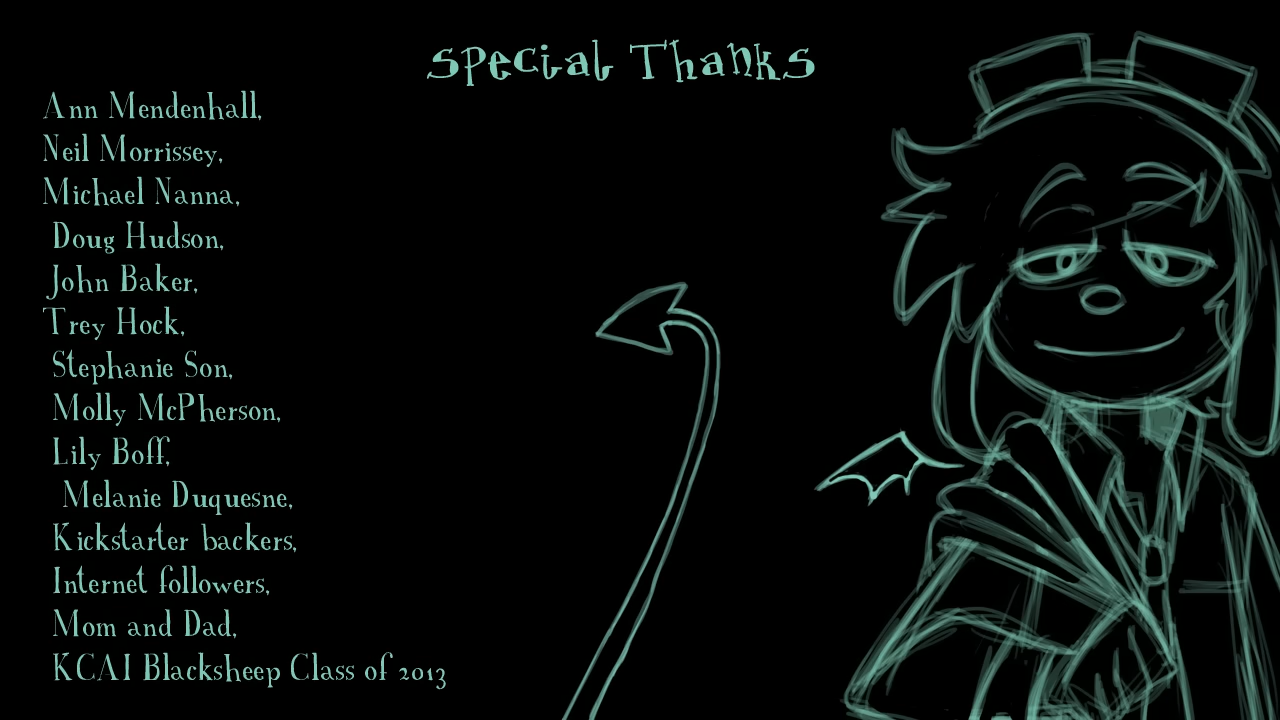 Special Thanks
Ann Mendenhall,
Neil Morrissey,
Michael Nanna,
Doug Hudson,
John Baker,
Trey Hock,
Stephanie Son,
Molly McPherson,
Lily Boff,
Melanie Duquesne,
Kickstarter backers,
Internet followers,
Mom and Dad,
KCAI Blacksheep Class of 2013